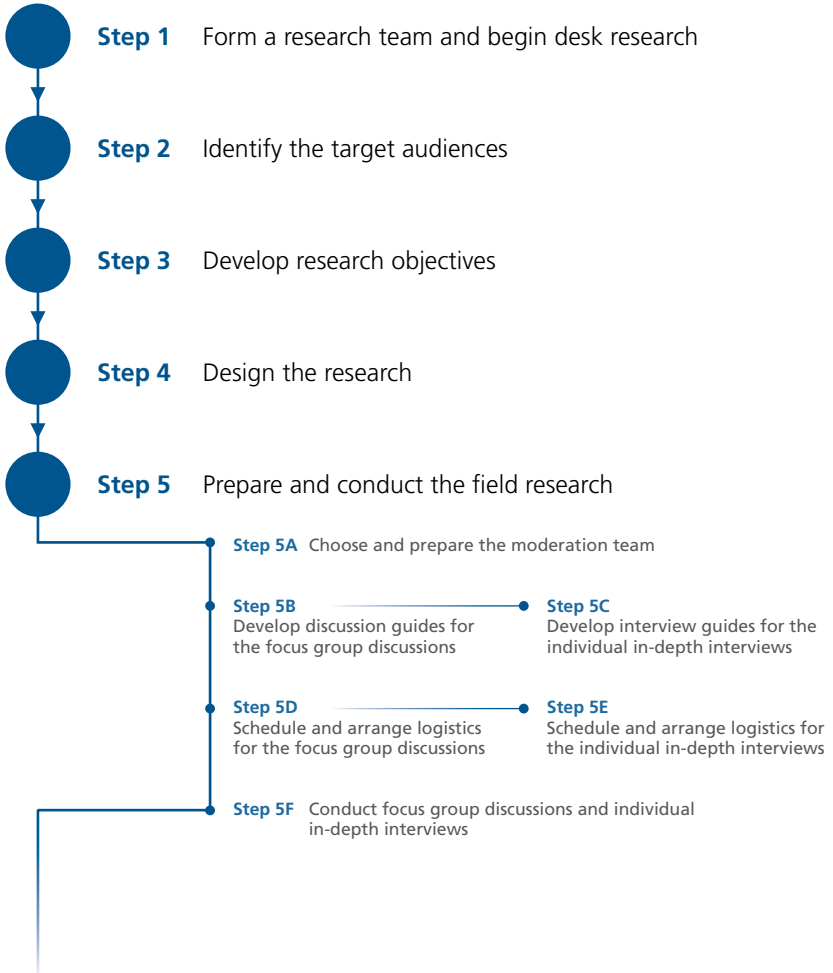 Step 1 Form a research team and begin desk research
Step 2 Identify the target audiences
Step 3 Develop research objectives
Step 4 Design the research
Step 5 Prepare and conduct the field research
Step 5A Choose and prepare the moderation team
Step 5B
Develop discussion guides for
the focus group discussions
Step 5C
Develop interview guides for the
individual in-depth interviews
Step 5D
Schedule and arrange logistics
for the focus group discussions
Step 5E
Schedule and arrange logistics for
the individual in-depth interviews
Step 5F Conduct focus group discussions and individual
in-depth interviews